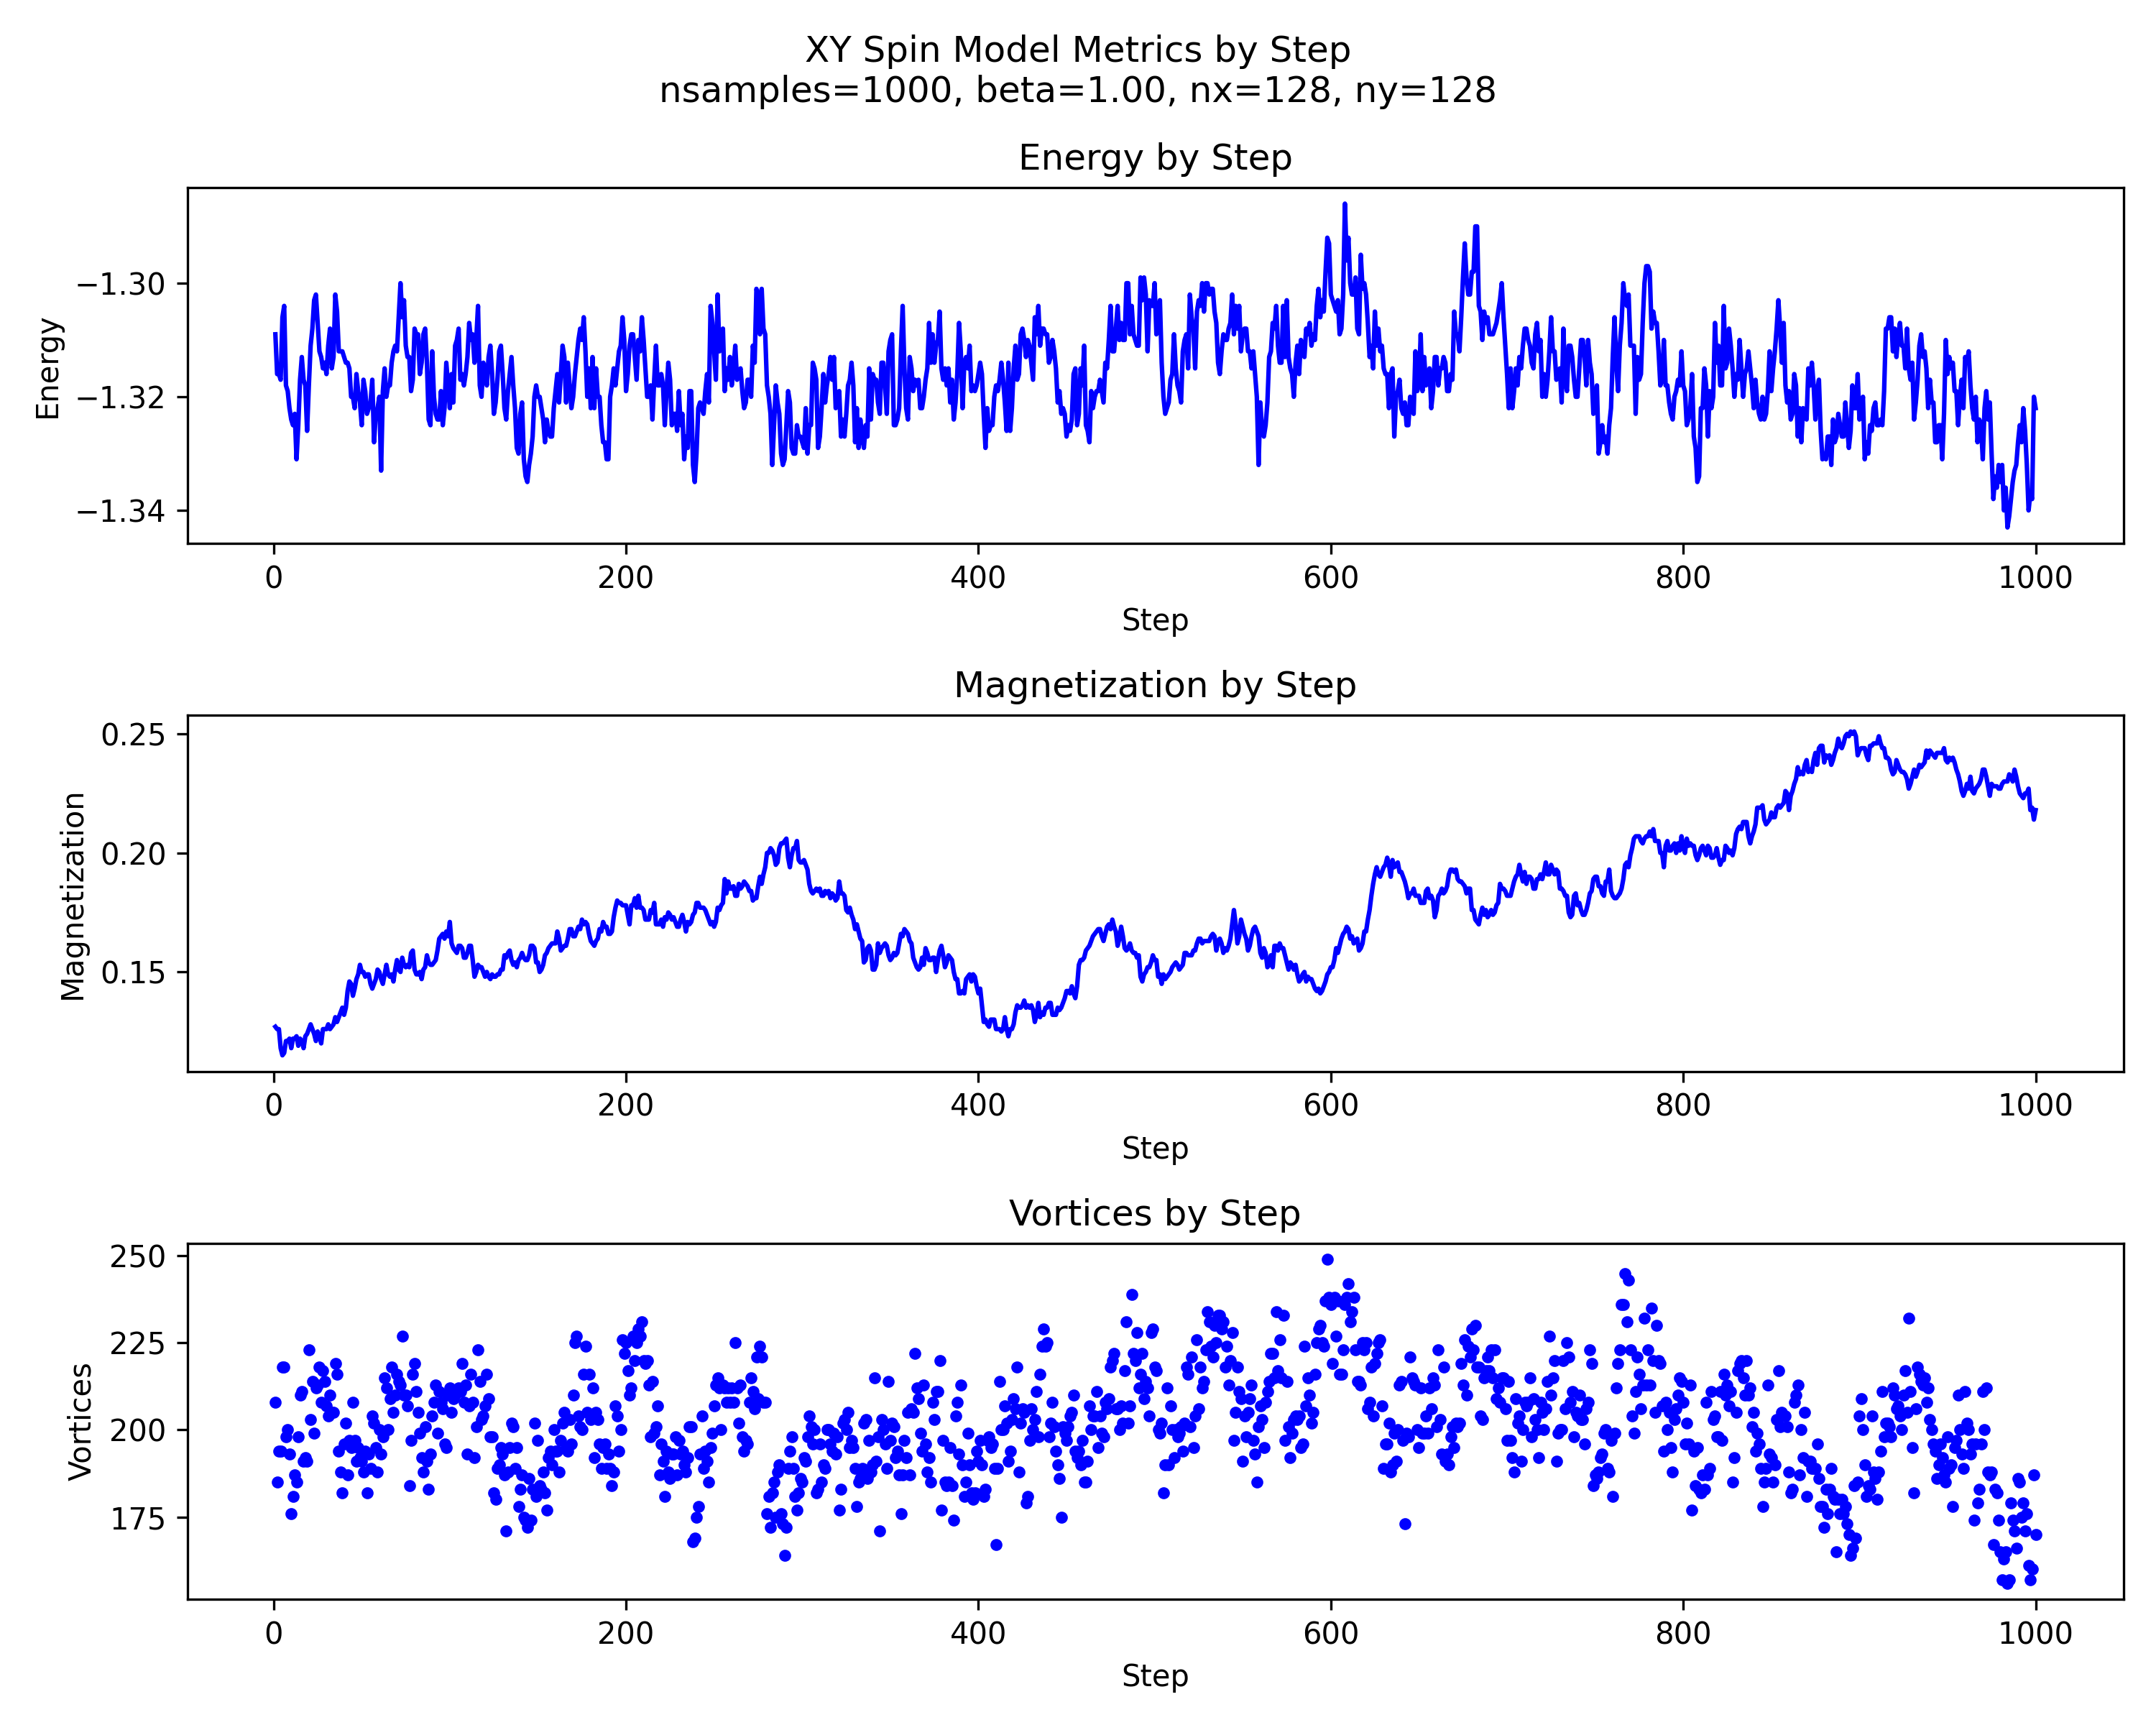 XY Spin Model Metrics by Step
nsamples=1000, beta=1.00, nx=128, ny=128
Energy by Step
Energy
−1.30
−1.32
−1.34
0 200 400 600 800 1000
Step
Magnetization by Step
Magnetization
0.25
0.20
0.15
0 200 400 600 800 1000
Step
Vortices by Step
Vortices
250
225
200
175
0 200 400 600 800 1000
Step